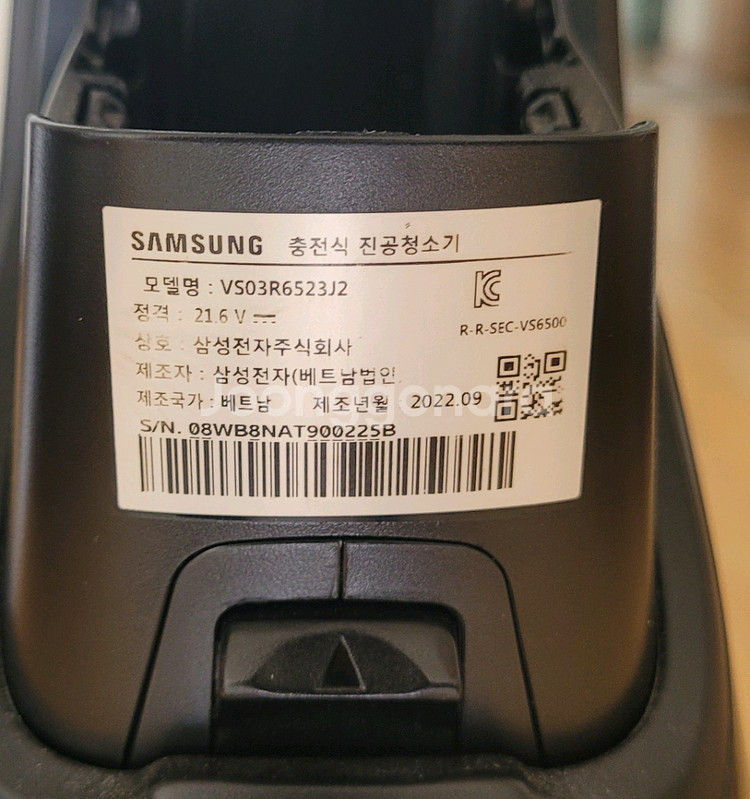 SAMSUNG 충전식 진공청소기
모델명 : VS03R6523J2
정격 : 21.6 V
R-R-SEC-VS6500
상호 : 삼성전자주식회사
제조자 : 삼성전자(베트남법인
제조국가 : 베트남 제조년월 2022.09
S/N. 08WB8NAT900225B